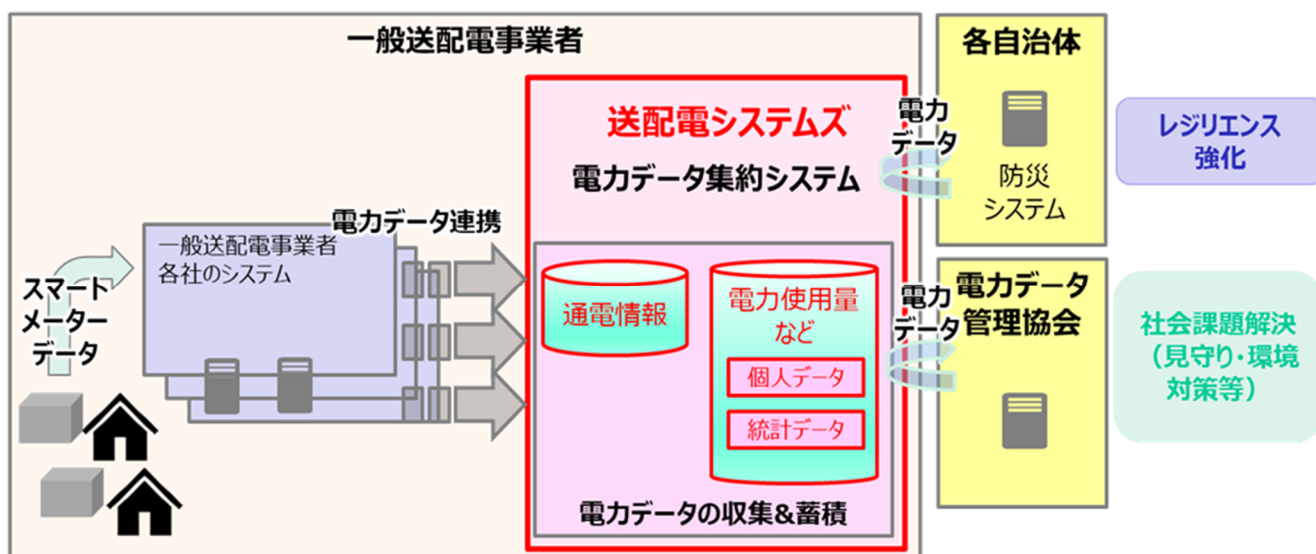 一般送配電事業者
スマート
メーター
データ
一般送配電事業者
各社のシステム
電力データ連携
送配電システムズ
電力データ集約システム
通電情報
電力使用量
など
個人データ
統計データ
電力データの収集&蓄積
電力
データ
各自治体
防災
システム
レジリエンス
強化
電力
データ
電力データ
管理協会
社会課題解決
（見守り・環境
対策等）